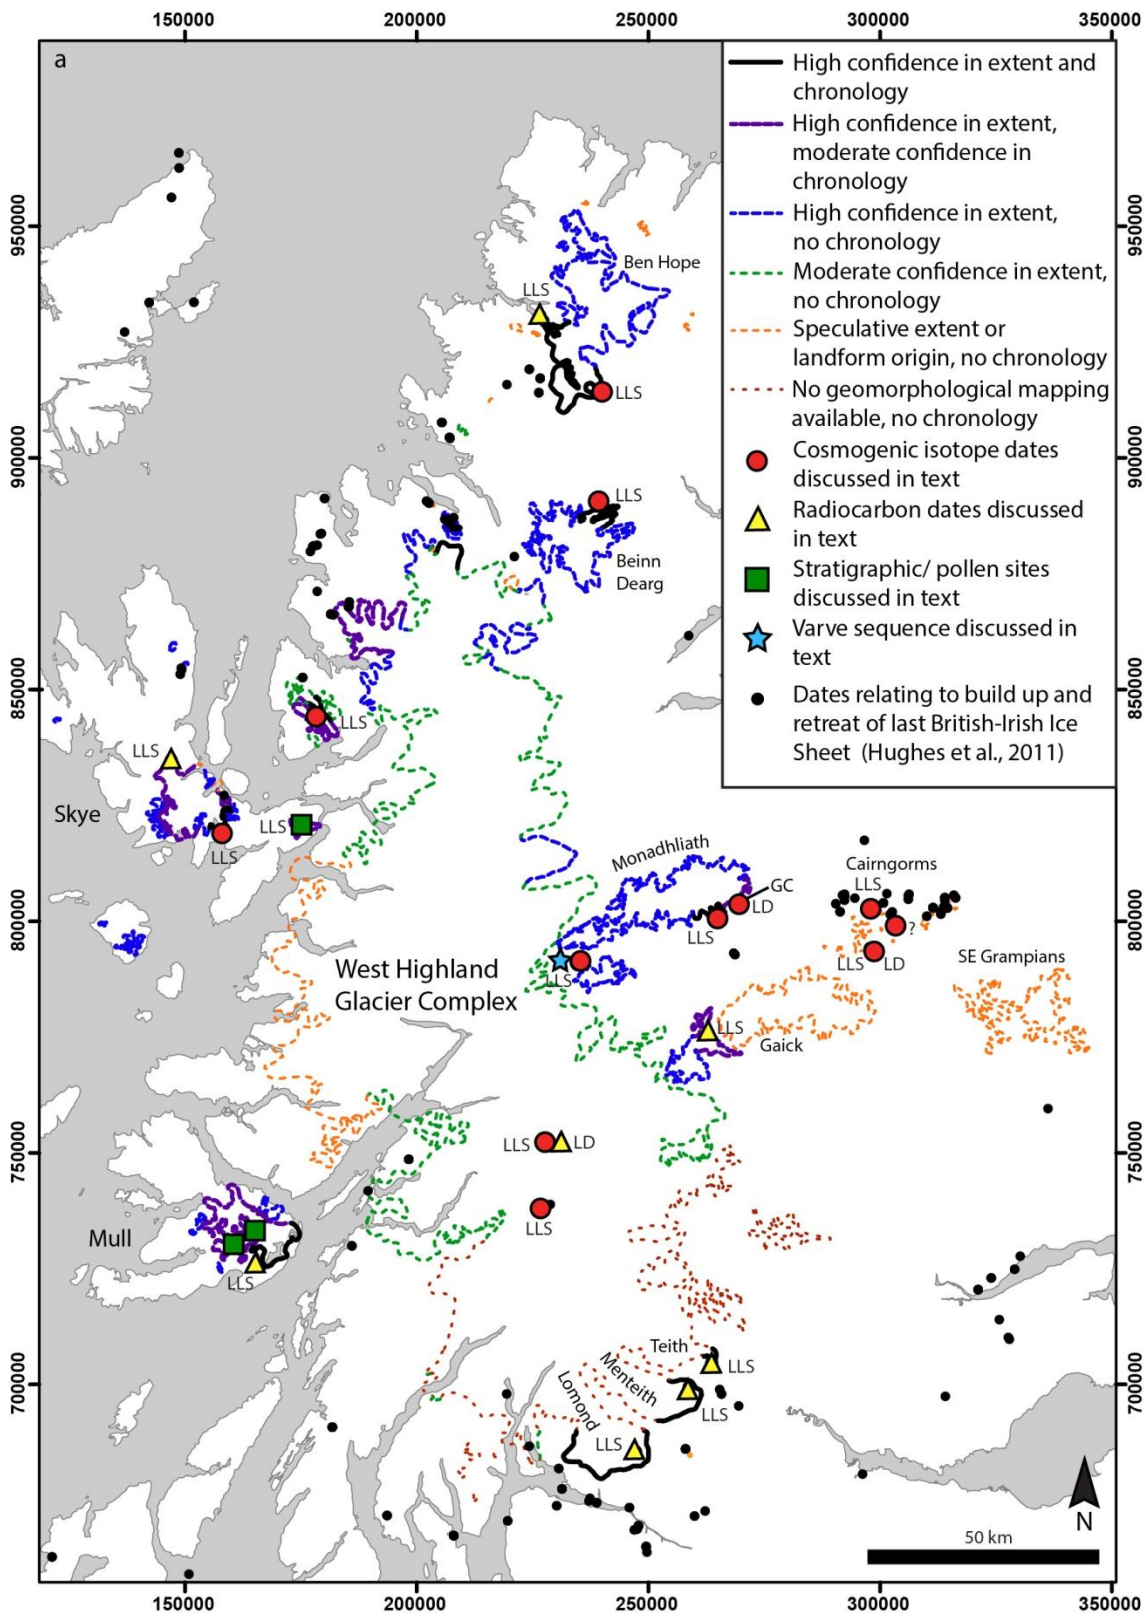 150000
200000
250000
300000
350000
a
High confidence in extent and
chronology
High confidence in extent,
moderate confidence in
chronology
High confidence in extent,
no chronology
Moderate confidence in extent,
no chronology
Speculative extent or
landform origin, no chronology
No geomorphological mapping
available, no chronology
Cosmogenic isotope dates
discussed in text
Radiocarbon dates discussed
in text
Stratigraphic/ pollen sites
discussed in text
Varve sequence discussed in
text
Dates relating to build up and
retreat of last British-Irish Ice
Sheet (Hughes et al., 2011)
950000
950000
Ben Hope
LLS
LLS
900000
900000
LLS
Beinn
Dearg
850000
850000
LLS
LLS
Skye
LLS
LLS
Monadhliath
GC
LD
LLS
Cairngorms
LLS
?
LLS
LD
800000
800000
SE Grampians
West Highland
Glacier Complex
LLS
LLS
Gaick
750000
750000
LLS
LD
LLS
Mull
LLS
Teith
LLS
Menteith
LLS
Lomond
LLS
700000
700000
N
50 km
150000
200000
250000
300000
350000